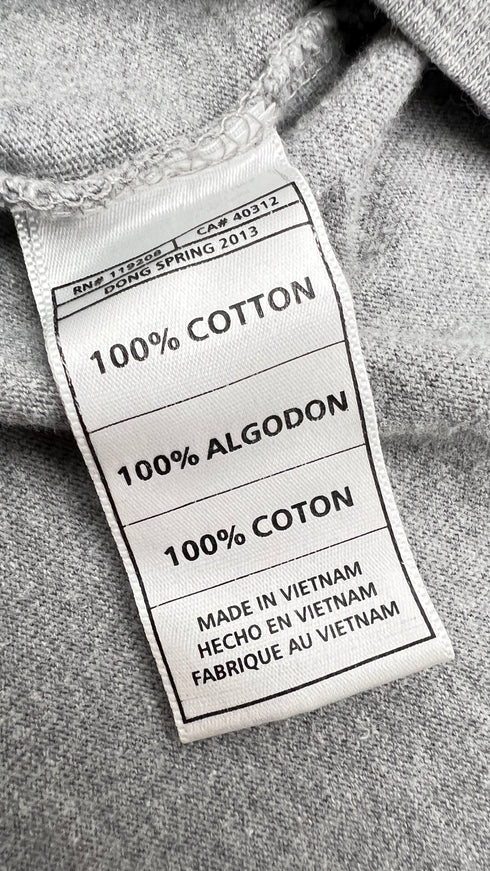 RN# 119208 CA# 40312
DONG SPRING 2013
100% COTTON
100% ALGODON
100% COTON
MADE IN VIETNAM
HECHO EN VIETNAM
FABRIQUE AU VIETNAM